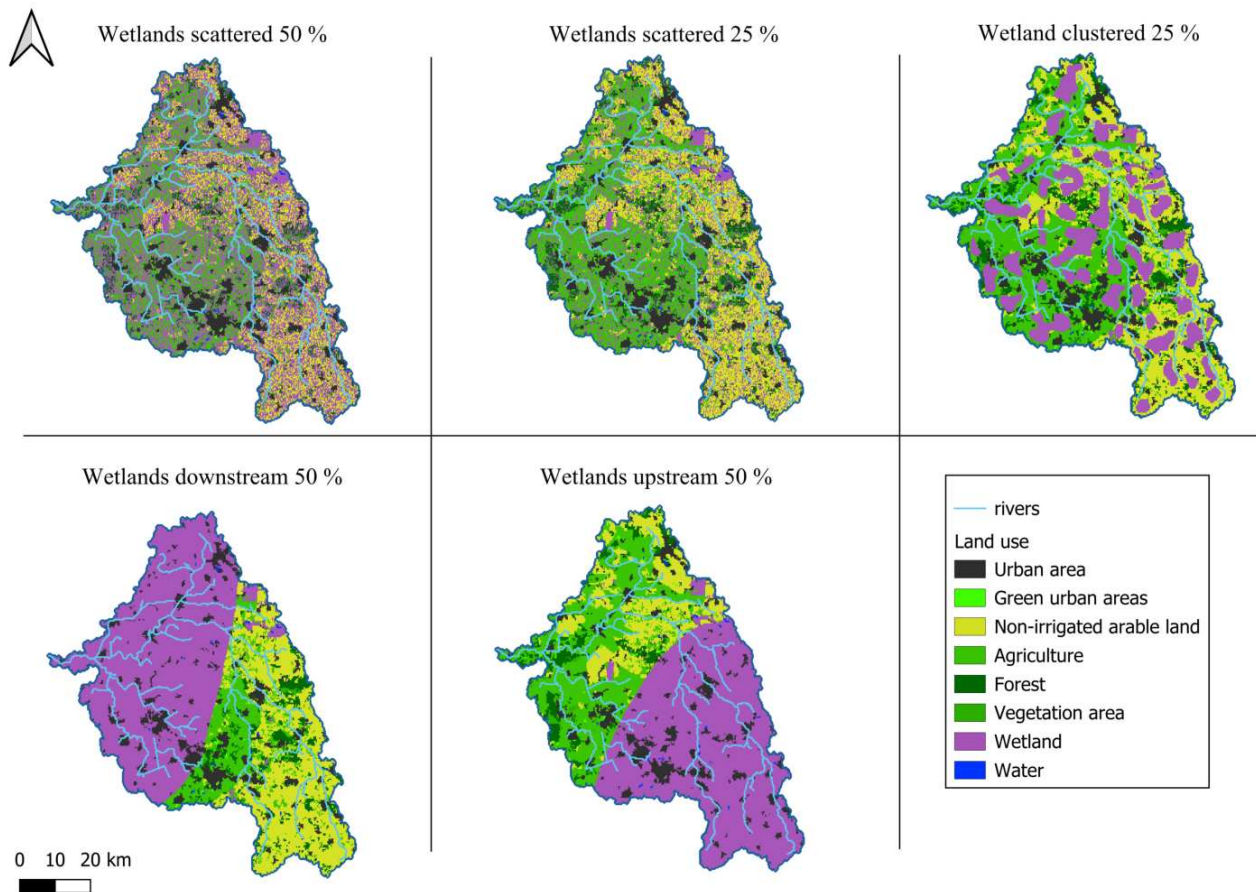 Wetlands scattered 50 %
Wetlands scattered 25 %
Wetland clustered 25 %
Wetlands downstream 50 %
Wetlands upstream 50 %
rivers
Land use
Urban area
Green urban areas
Non-irrigated arable land
Agriculture
Forest
Vegetation area
Wetland
Water
0 10 20 km